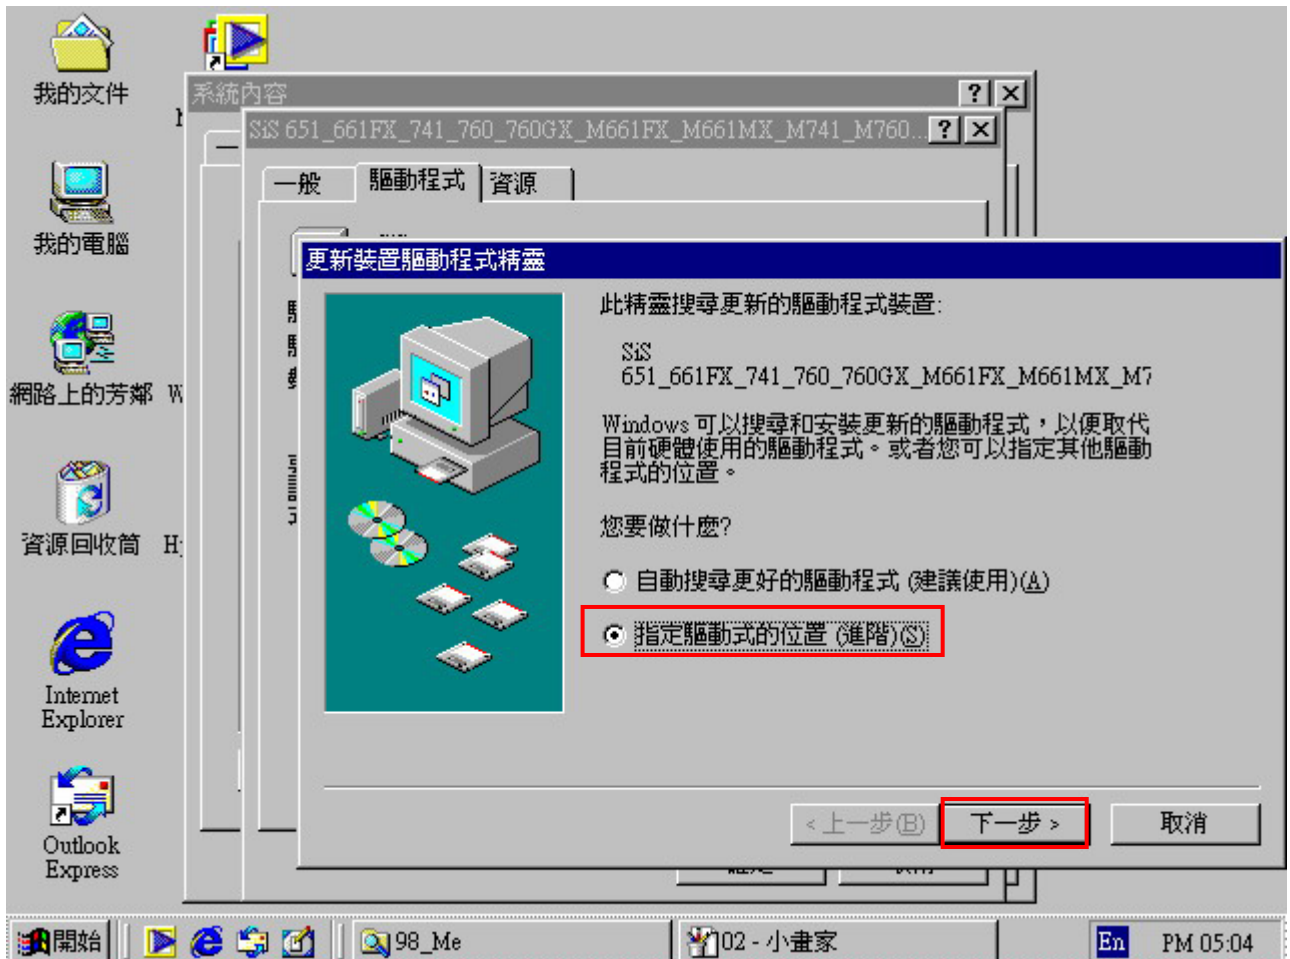 我的文件
我的電腦
網路上的芳鄰
資源回收筒
Internet
Explorer
Outlook
Express
系統內容
SiS 651_661FX_741_760_760GX_M661FX_M661MX_M741_M760...
一般
驅動程式
資源
更新裝置驅動程式精靈
此精靈搜尋更新的驅動程式裝置:
SiS
651_661FX_741_760_760GX_M661FX_M661MX_M7
Windows 可以搜尋和安裝更新的驅動程式，以便取代
目前硬體使用的驅動程式。或者您可以指定其他驅動
程式的位置。
您要做什麼?
自動搜尋更好的驅動程式 (建議使用)(A)
指定驅動式的位置 (進階)(S)
< 上一步(B)
下一步 >
取消
開始
98_Me
02 - 小畫家
En
PM 05:04